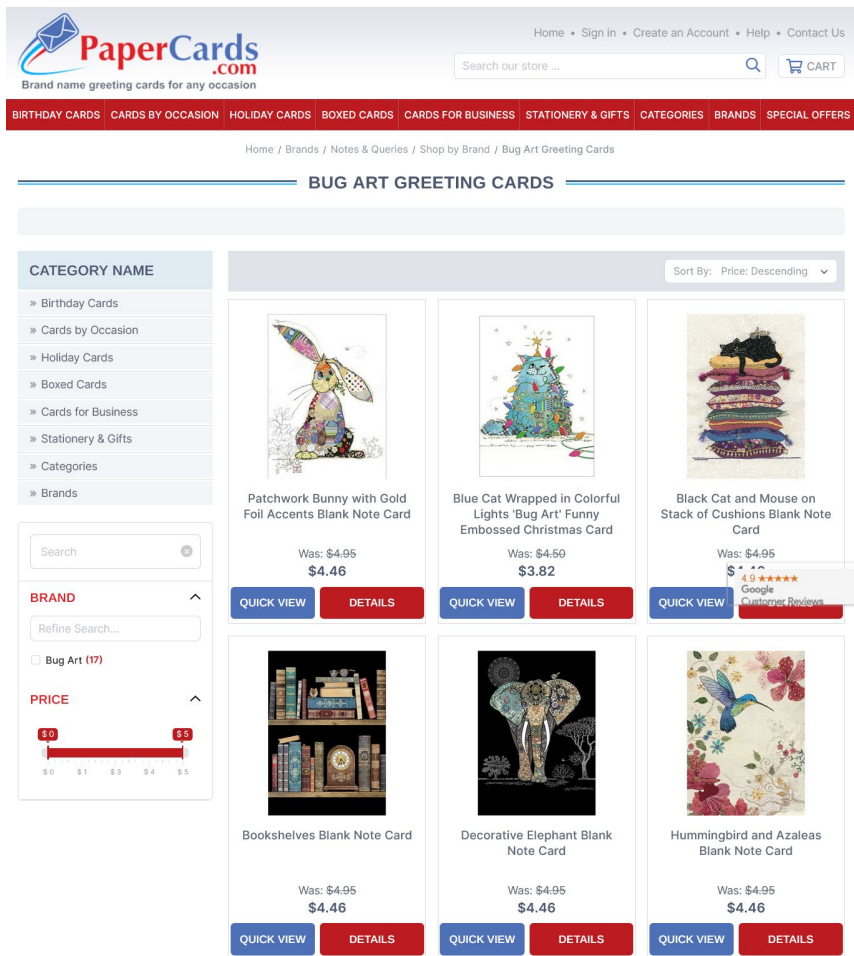 PaperCards
.com
Brand name greeting cards for any occasion
Home • Sign in • Create an Account • Help • Contact Us
Search our store ...
CART
BIRTHDAY CARDS CARDS BY OCCASION HOLIDAY CARDS BOXED CARDS CARDS FOR BUSINESS STATIONERY & GIFTS CATEGORIES BRANDS SPECIAL OFFERS
Home / Brands / Notes & Queries / Shop by Brand / Bug Art Greeting Cards
BUG ART GREETING CARDS
CATEGORY NAME
» Birthday Cards
» Cards by Occasion
» Holiday Cards
» Boxed Cards
» Cards for Business
» Stationery & Gifts
» Categories
» Brands
Search
BRAND
Refine Search...
Bug Art (17)
PRICE
$0 $5
$0 $1 $3 $4 $5
Sort By: Price: Descending
Patchwork Bunny with Gold
Foil Accents Blank Note Card
Was: $4.95
$4.46
QUICK VIEW DETAILS
Blue Cat Wrapped in Colorful
Lights 'Bug Art' Funny
Embossed Christmas Card
Was: $4.50
$3.82
QUICK VIEW DETAILS
Black Cat and Mouse on
Stack of Cushions Blank Note
Card
Was: $4.95
QUICK VIEW
4.9 ★★★★★
Google
Customer Reviews
Bookshelves Blank Note Card
Was: $4.95
$4.46
QUICK VIEW DETAILS
Decorative Elephant Blank
Note Card
Was: $4.95
$4.46
QUICK VIEW DETAILS
Hummingbird and Azaleas
Blank Note Card
Was: $4.95
$4.46
QUICK VIEW DETAILS